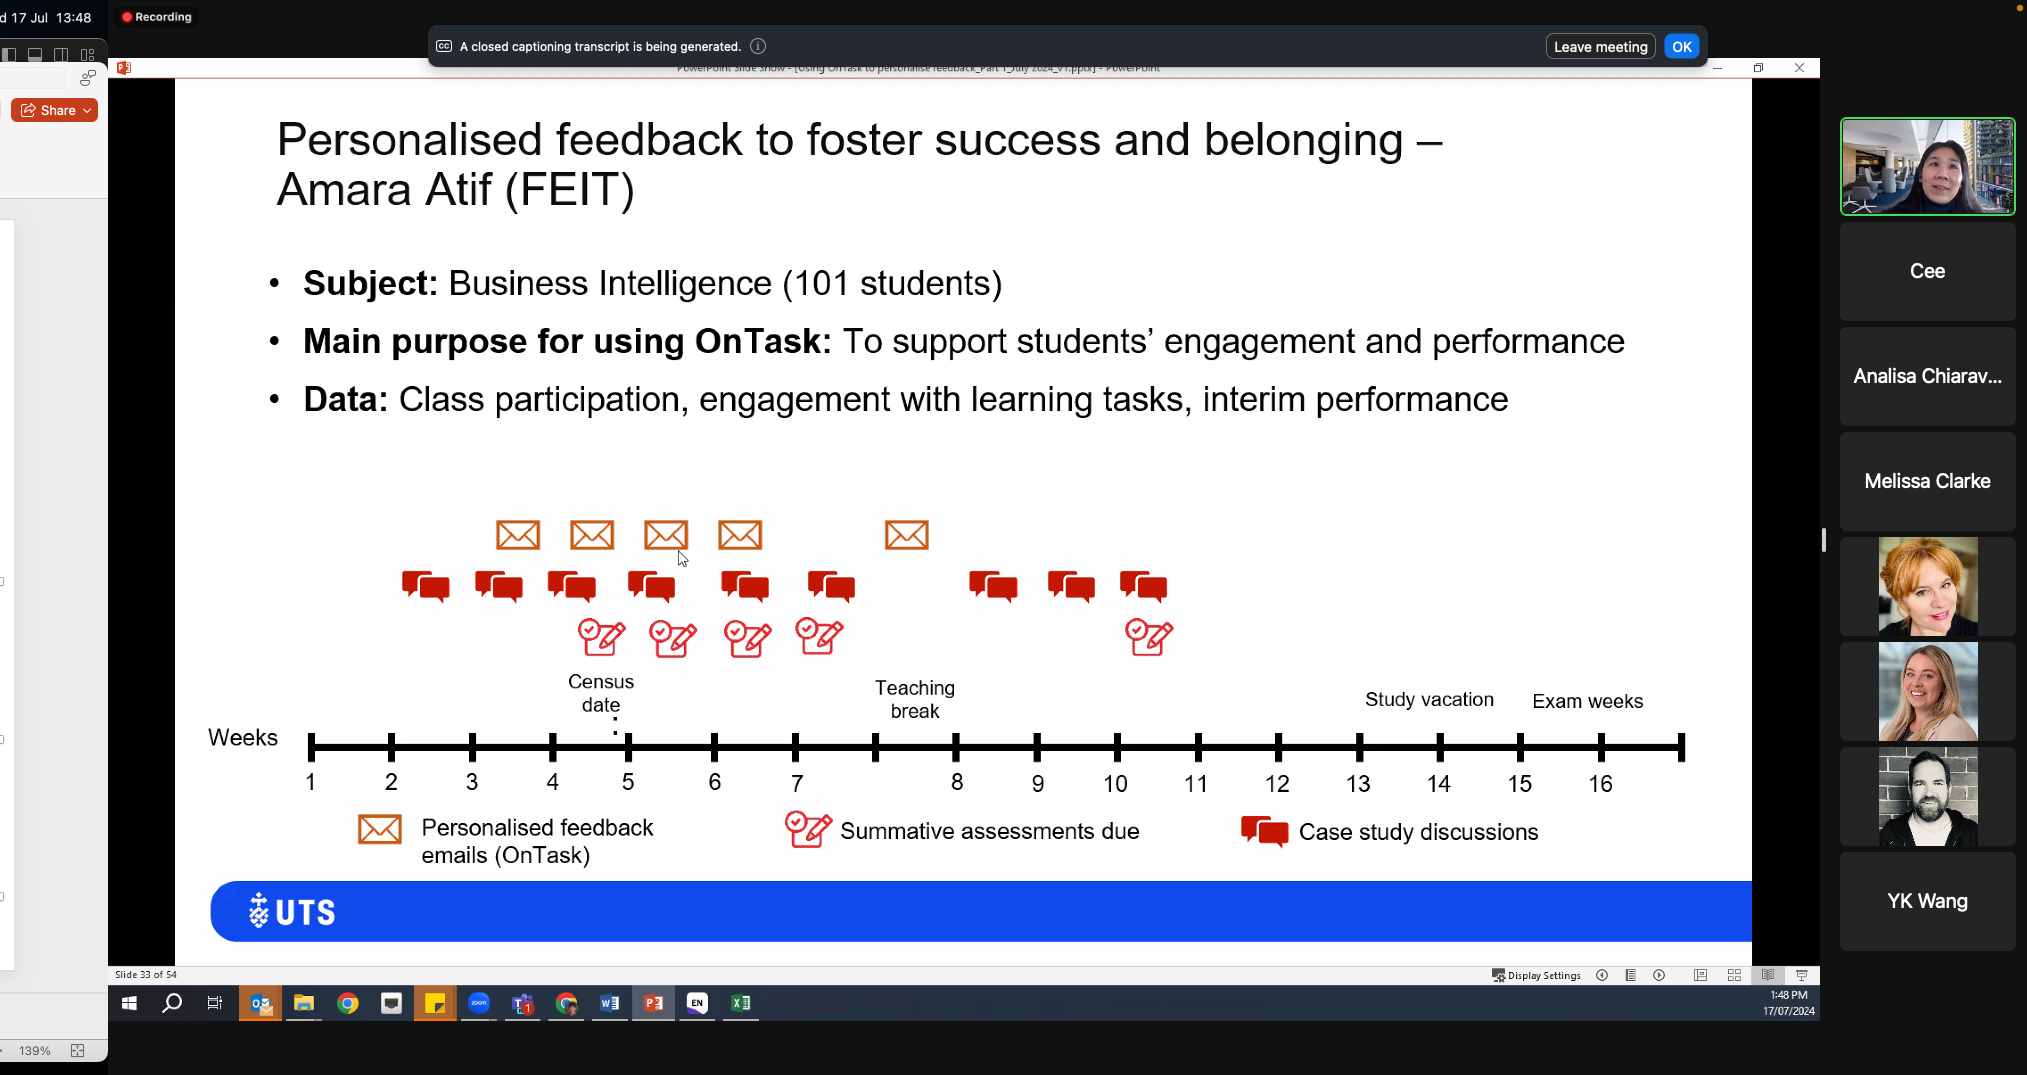 d 17 Jul 13:48
Recording
CC A closed captioning transcript is being generated.
Leave meeting
OK
PowerPoint Slide Show - [Using OnTask to personalise feedback_Part 1_July 2024_v1.pptx] - PowerPoint
Share
Personalised feedback to foster success and belonging –
Amara Atif (FEIT)
• Subject: Business Intelligence (101 students)
• Main purpose for using OnTask: To support students’ engagement and performance
• Data: Class participation, engagement with learning tasks, interim performance
Census
date
Teaching
break
Study vacation
Exam weeks
Weeks
1 2 3 4 5 6 7 8 9 10 11 12 13 14 15 16
Personalised feedback
emails (OnTask)
Summative assessments due
Case study discussions
UTS
Slide 33 of 54
Display Settings
zoom
1
EN
1:48 PM
17/07/2024
139%
Cee
Analisa Chiarav...
Melissa Clarke
YK Wang